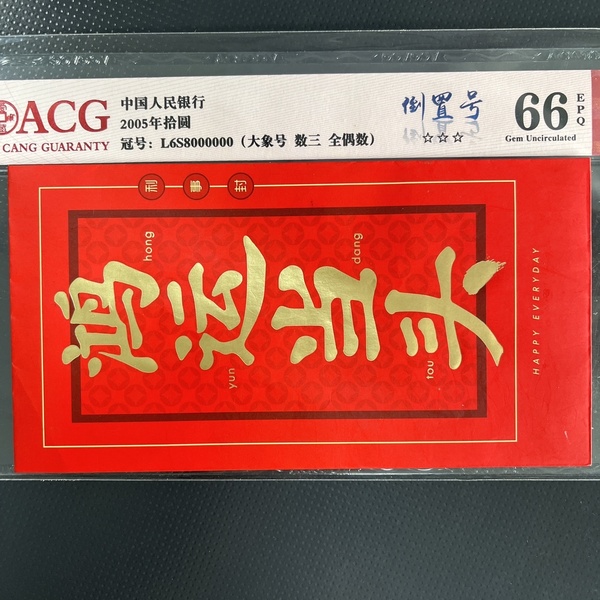 ACG
CANG GUARANTY
中国人民银行
2005年拾圆
冠号：L6S8000000（大象号 数三 全偶数）
倒置号
☆☆☆
66
EPQ
Gem Uncirculated
利事封
鸿运当头
hong
yun
dang
tou
HAPPY EVERYDAY